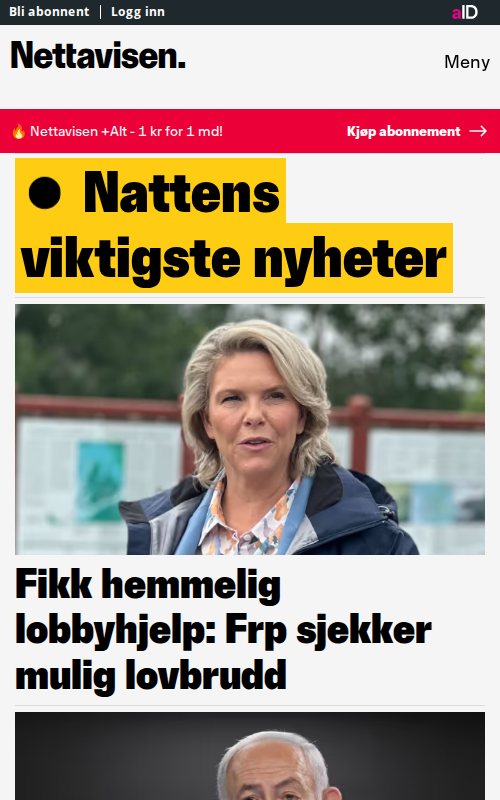 Bli abonnent | Logg inn
aID
Nettavisen.
Meny
🔥 Nettavisen +Alt - 1 kr for 1 md!
Kjøp abonnement →
● Nattens
viktigste nyheter
Fikk hemmelig
lobbyhjelp: Frp sjekker
mulig lovbrudd